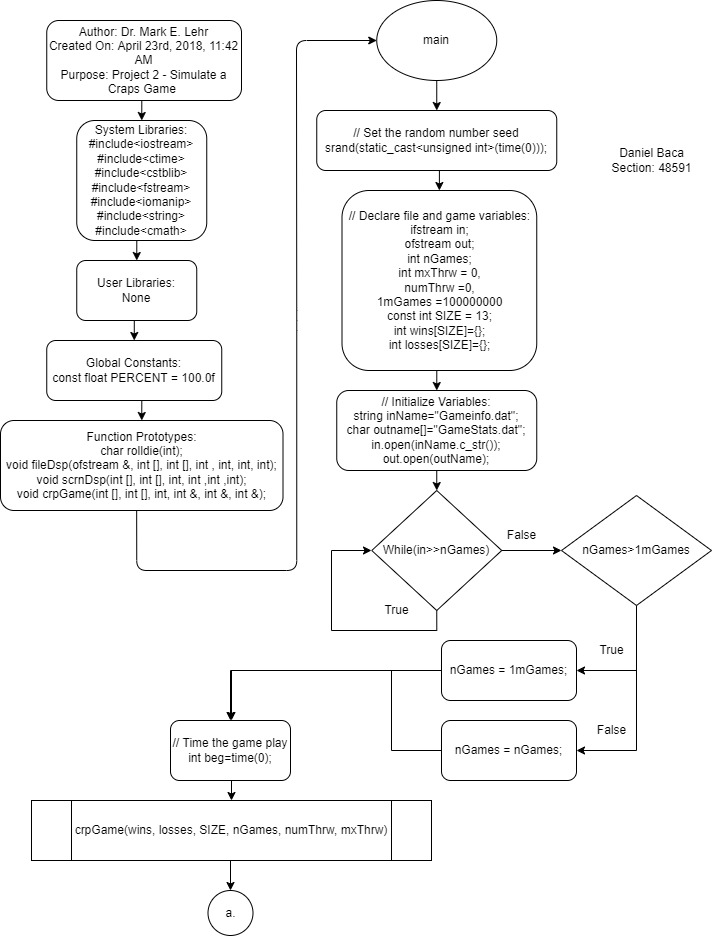 Author: Dr. Mark E. Lehr
Created On: April 23rd, 2018, 11:42
AM
Purpose: Project 2 - Simulate a
Craps Game
System Libraries:
#include<iostream>
#include<ctime>
#include<cstblib>
#include<fstream>
#include<iomanip>
#include<string>
#include<cmath>
User Libraries:
None
Global Constants:
const float PERCENT = 100.0f
Function Prototypes:
char rolldie(int);
void fileDsp(ofstream &, int [], int [], int , int, int, int);
void scrnDsp(int [], int [], int, int ,int ,int);
void crpGame(int [], int [], int, int &, int &, int &);
main
// Set the random number seed
srand(static_cast<unsigned int>(time(0)));
Daniel Baca
Section: 48591
// Declare file and game variables:
ifstream in;
ofstream out;
int nGames;
int mxThrw = 0,
numThrw =0,
1mGames =100000000
const int SIZE = 13;
int wins[SIZE]={};
int losses[SIZE]={};
// Initialize Variables:
string inName="Gameinfo.dat";
char outname[]="GameStats.dat";
in.open(inName.c_str());
out.open(outName);
While(in>>nGames)
True
False
nGames>1mGames
True
nGames = 1mGames;
False
nGames = nGames;
// Time the game play
int beg=time(0);
crpGame(wins, losses, SIZE, nGames, numThrw, mxThrw)
a.